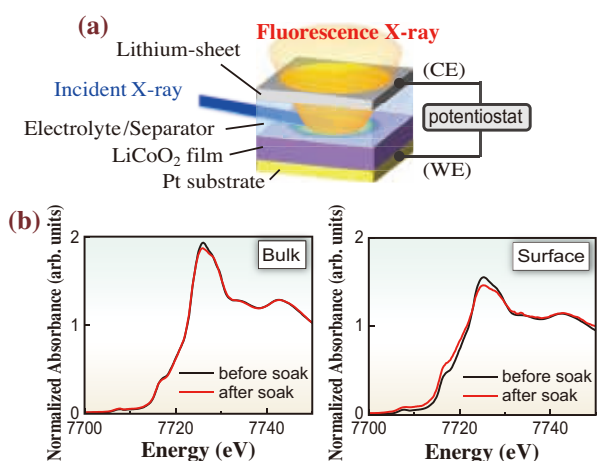 (a)
Fluorescence X-ray
Lithium-sheet
(CE)
Incident X-ray
potentiostat
Electrolyte/Separator
LiCoO₂ film
(WE)
Pt substrate
(b)
Normalized Absorbance (arb. units)
2
1
0
Bulk
before soak
after soak
7700
7720
7740
Energy (eV)
Normalized Absorbance (arb. units)
2
1
0
Surface
before soak
after soak
7700
7720
7740
Energy (eV)